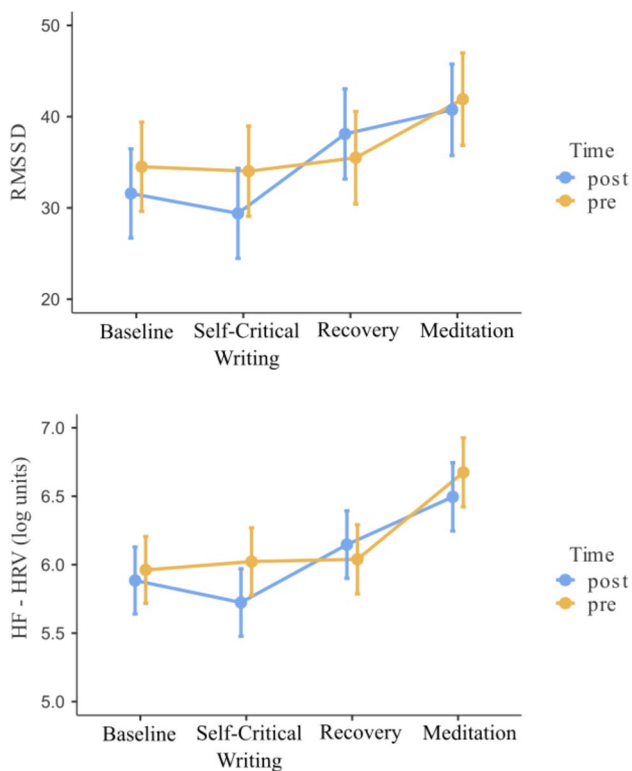 50
40
30
20
RMSSD
Baseline
Self-Critical
Writing
Recovery
Meditation
Time
post
pre
7.0
6.5
6.0
5.5
5.0
HF - HRV (log units)
Baseline
Self-Critical
Writing
Recovery
Meditation
Time
post
pre